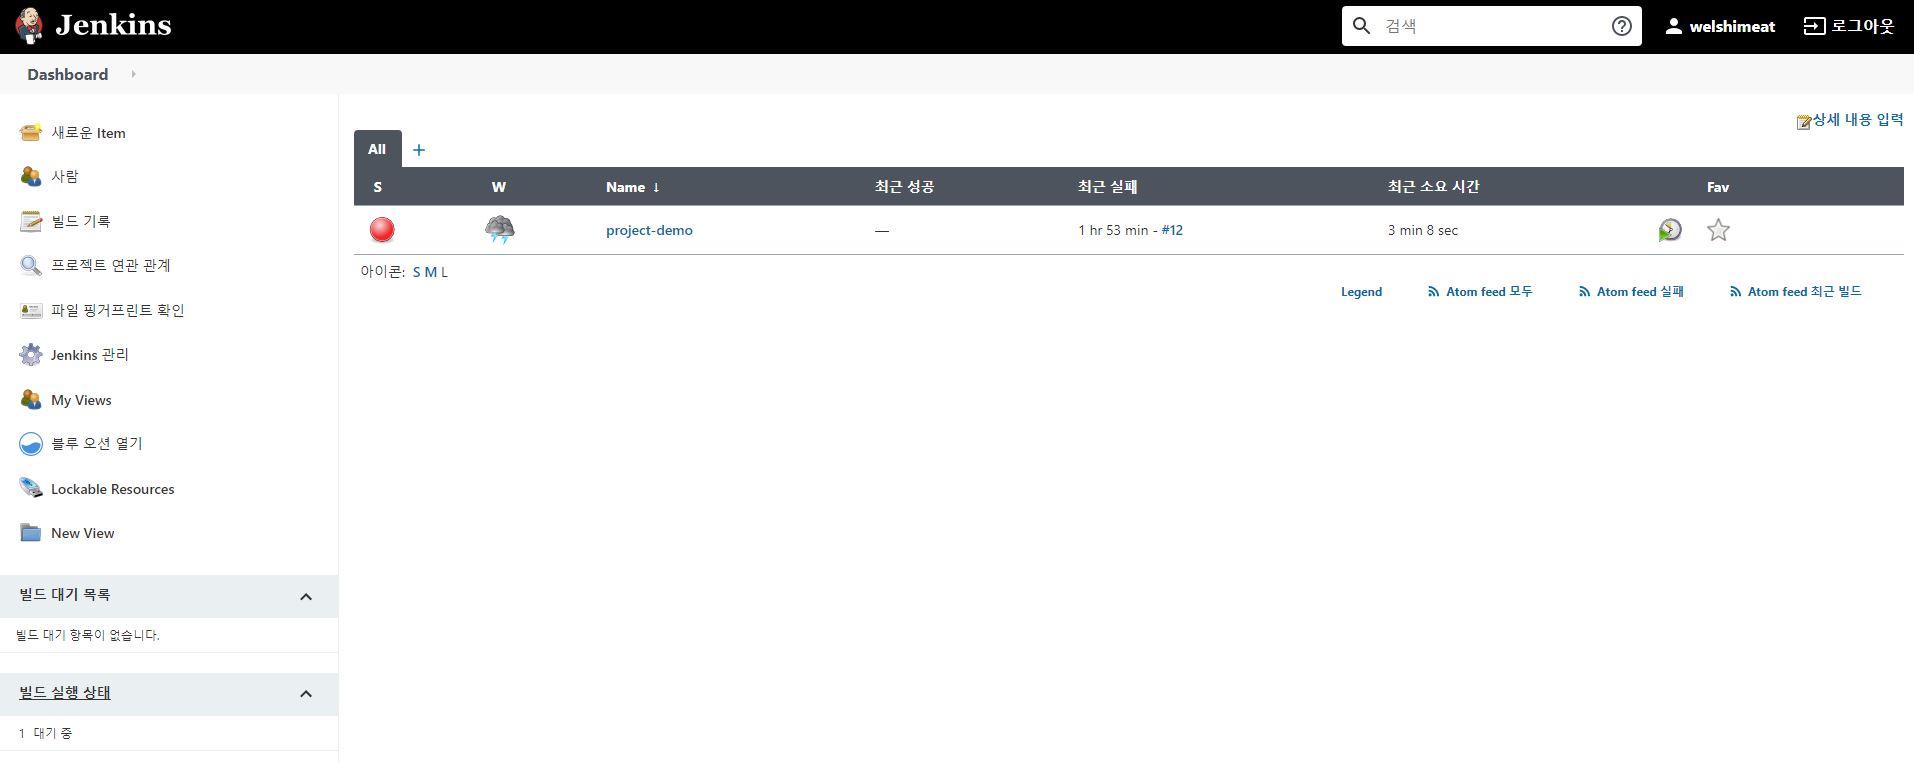 Jenkins
검색
welshimeat
로그아웃
Dashboard
새로운 Item
사람
빌드 기록
프로젝트 연관 관계
파일 핑거프린트 확인
Jenkins 관리
My Views
블루 오션 열기
Lockable Resources
New View
빌드 대기 목록
빌드 대기 항목이 없습니다.
빌드 실행 상태
1 대기 중
상세 내용 입력
All +
S W Name ↓ 최근 성공 최근 실패 최근 소요 시간 Fav
project-demo — 1 hr 53 min - #12 3 min 8 sec
아이콘: S M L
Legend Atom feed 모두 Atom feed 실패 Atom feed 최근 빌드